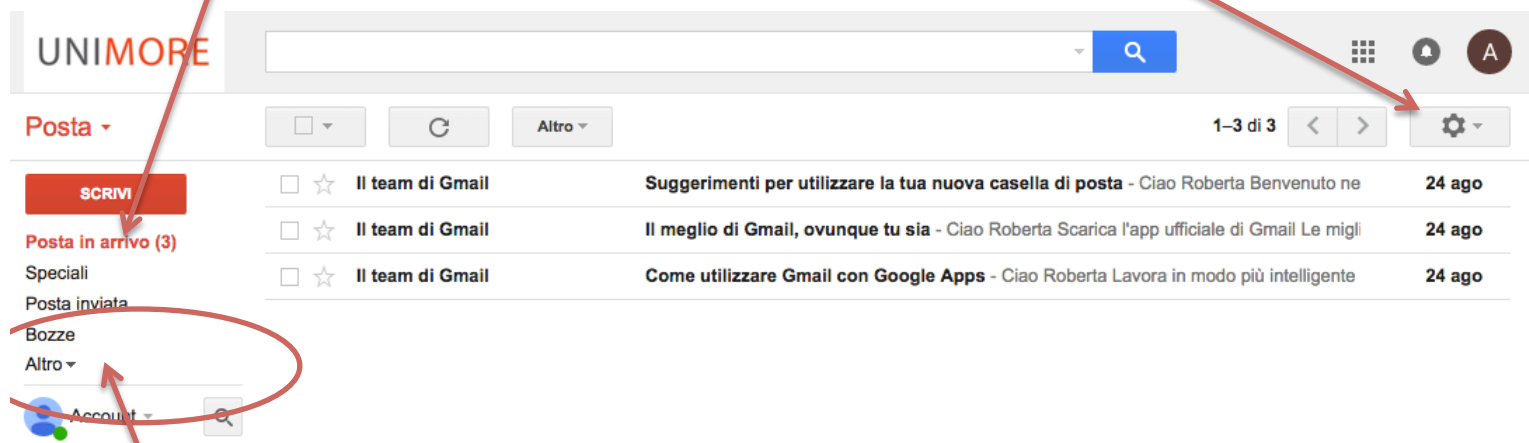 UNIMORE
A
Posta
Altro
1–3 di 3
SCRIVI
Il team di Gmail Suggerimenti per utilizzare la tua nuova casella di posta - Ciao Roberta Benvenuto ne 24 ago
Posta in arrivo (3)
Il team di Gmail Il meglio di Gmail, ovunque tu sia - Ciao Roberta Scarica l'app ufficiale di Gmail Le migli 24 ago
Speciali
Il team di Gmail Come utilizzare Gmail con Google Apps - Ciao Roberta Lavora in modo più intelligente 24 ago
Posta inviata
Bozze
Altro
Account